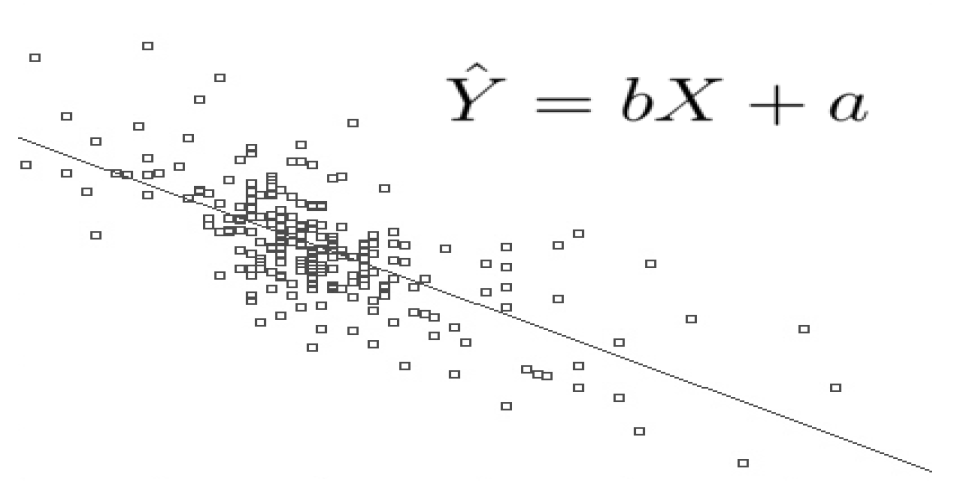 Ŷ = bX + a